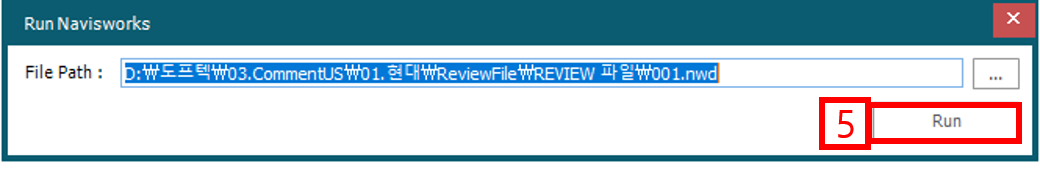 Run Navisworks
File Path : D:₩도프텍₩03.CommentUS₩01.현대₩ReviewFile₩REVIEW 파일₩001.nwd ...
5 Run